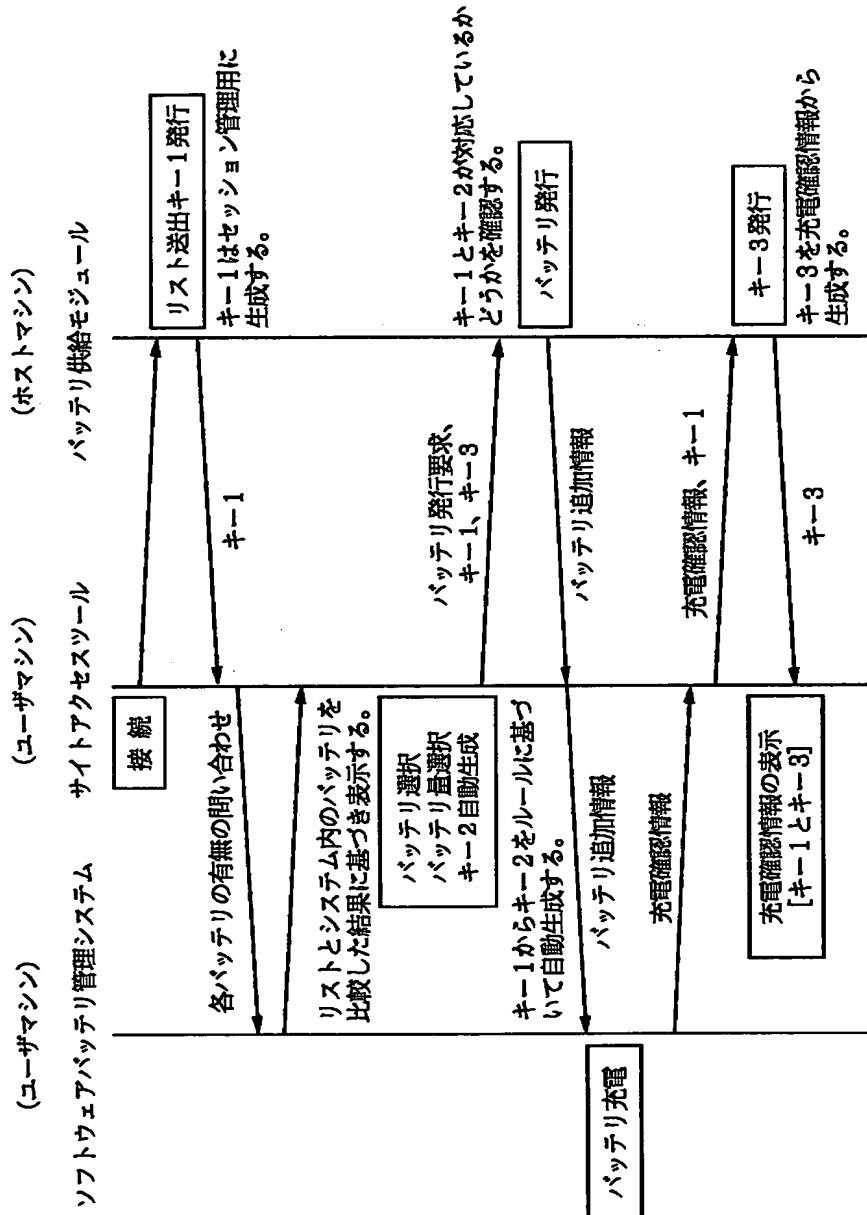 (ユーザマシン)
ソフトウェアバッテリ管理システム
(ユーザマシン)
サイトアクセスツール
(ホストマシン)
バッテリ供給モジュール
接続
リスト送出キー1発行
キー1はセッション管理用に
生成する。
キー1
各バッテリの有無の問い合わせ
リストとシステム内のバッテリを
比較した結果に基づき表示する。
バッテリ選択
バッテリ量選択
キー2自動生成
バッテリ発行要求、
キー1、キー3
キー1とキー2が対応しているか
どうかを確認する。
キー1からキー2をルールに基づ
いて自動生成する。
バッテリ発行
バッテリ追加情報
バッテリ追加情報
バッテリ充電
充電確認情報
充電確認情報、キー1
キー3発行
キー3を充電確認情報から
生成する。
キー3
充電確認情報の表示
[キー1とキー3]